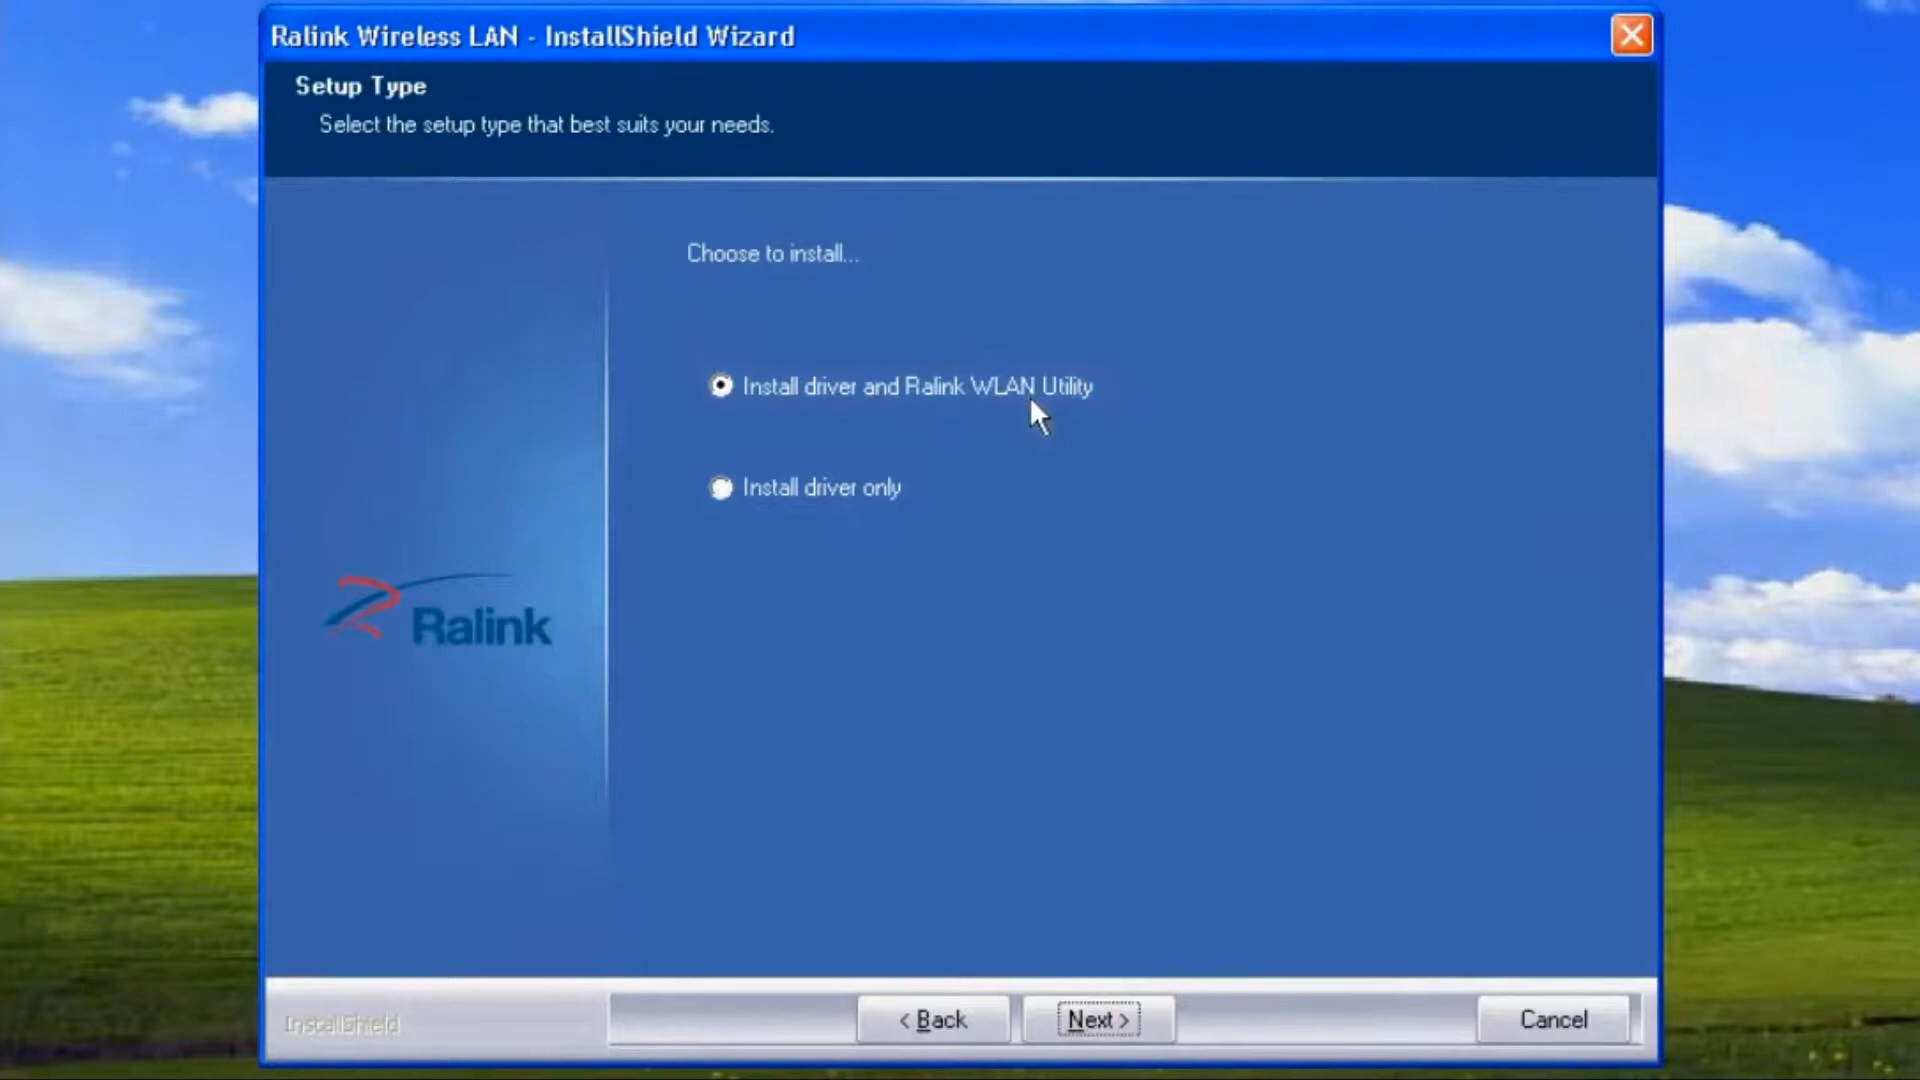 Ralink Wireless LAN - InstallShield Wizard
Setup Type
Select the setup type that best suits your needs.
Choose to install...
Install driver and Ralink WLAN Utility
Install driver only
Ralink
InstallShield
< Back
Next >
Cancel